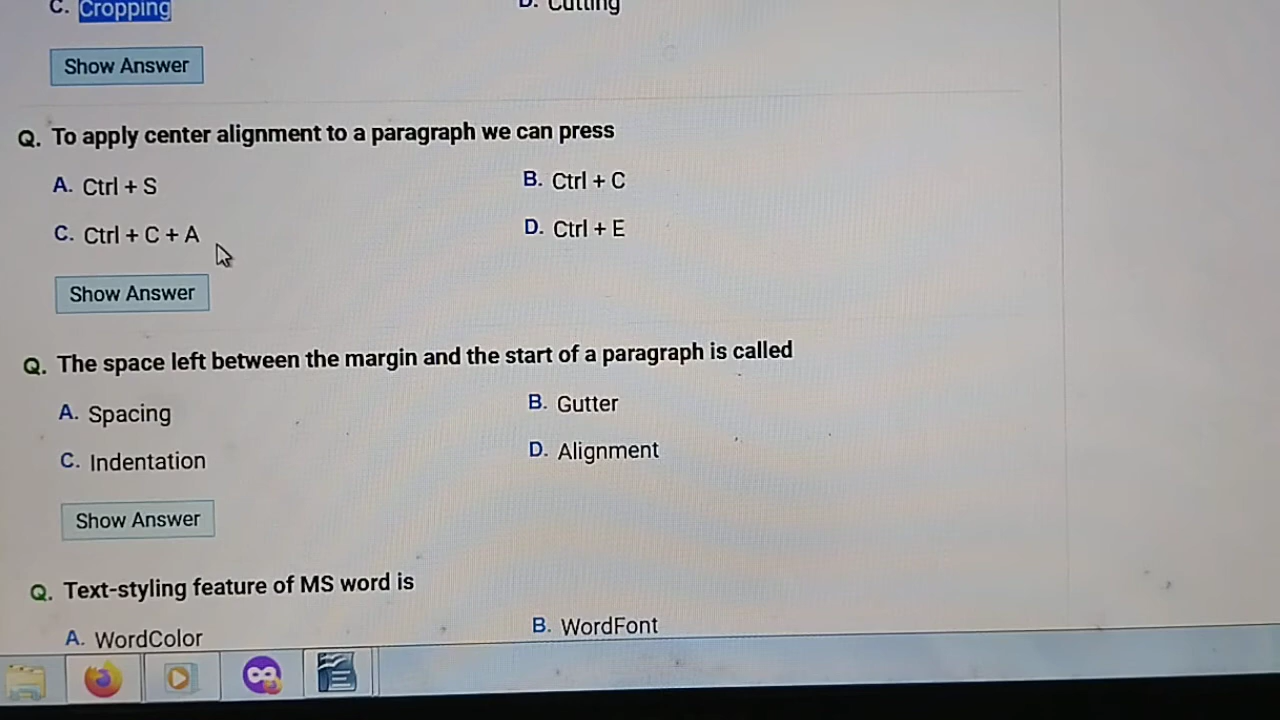 C. Cropping
D. Cutting
Show Answer
Q. To apply center alignment to a paragraph we can press
A. Ctrl + S
B. Ctrl + C
C. Ctrl + C + A
D. Ctrl + E
Show Answer
Q. The space left between the margin and the start of a paragraph is called
A. Spacing
B. Gutter
C. Indentation
D. Alignment
Show Answer
Q. Text-styling feature of MS word is
A. WordColor
B. WordFont